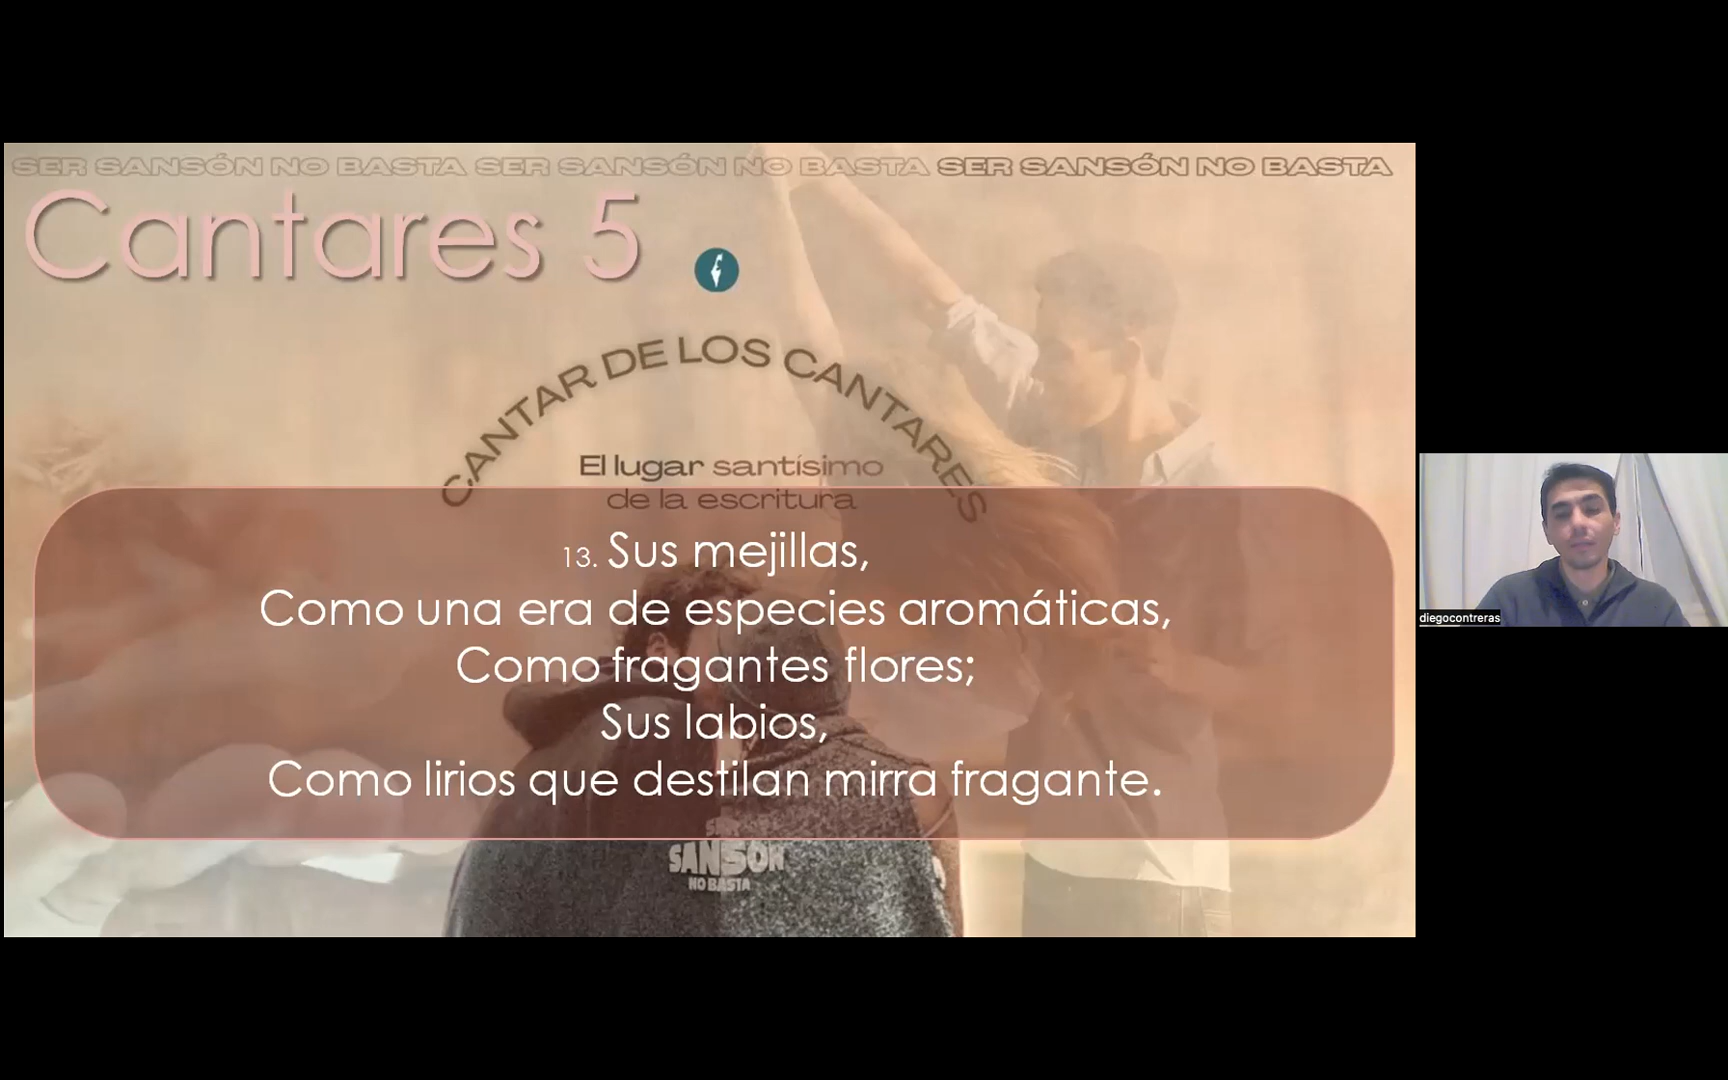 SER SANSÓN NO BASTA SER SANSÓN NO BASTA SER SANSÓN NO BASTA
Cantares 5
CANTAR DE LOS CANTARES
El lugar santísimo
de la escritura
13. Sus mejillas,
Como una era de especies aromáticas,
Como fragantes flores;
Sus labios,
Como lirios que destilan mirra fragante.
SER
SANSÓN
NO BASTA
diegocontreras